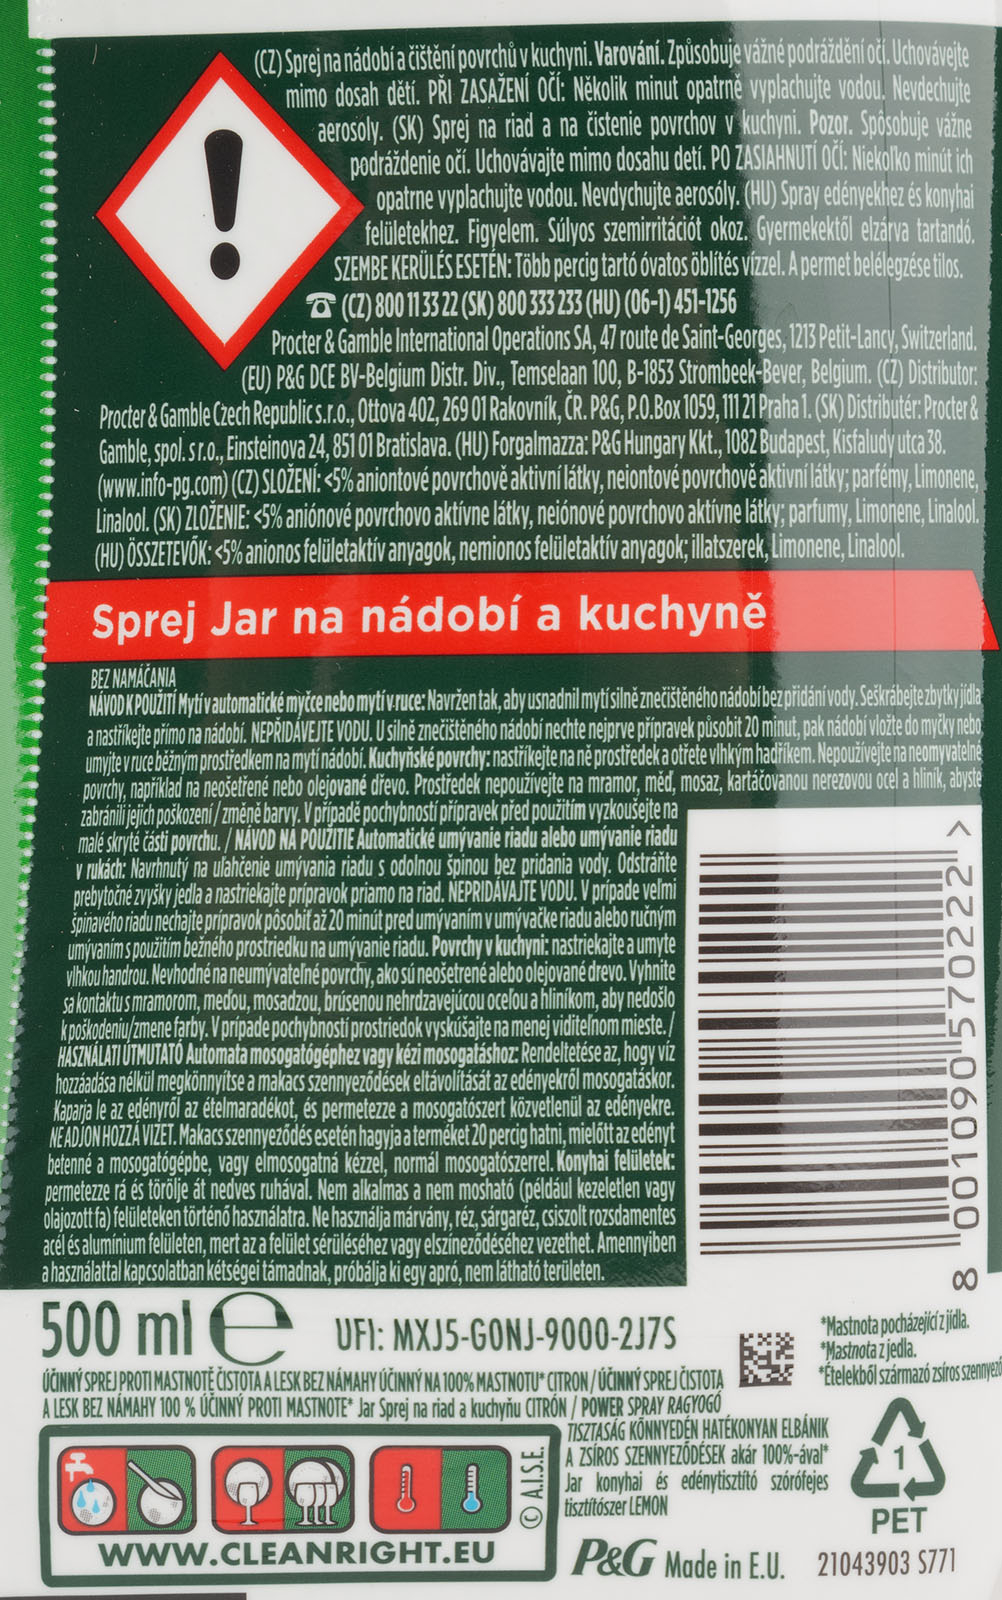 (CZ) Sprej na nádobí a čištění povrchů v kuchyni. Varování. Způsobuje vážné podráždění očí. Uchovávejte
mimo dosah dětí. PŘI ZASAŽENÍ OČÍ: Několik minut opatrně vyplachujte vodou. Nevdechujte
aerosoly. (SK) Sprej na riad a na čistenie povrchov v kuchyni. Pozor. Spôsobuje vážne
podráždenie očí. Uchovávajte mimo dosahu detí. PO ZASIAHNUTÍ OČÍ: Niekoľko minút ich
opatrne vyplachujte vodou. Nevdychujte aerosóly. (HU) Spray edényekhez és konyhai
felületekhez. Figyelem. Súlyos szemirritációt okoz. Gyermekektől elzárva tartandó.
SZEMBE KERÜLÉS ESETÉN: Több percig tartó óvatos öblítés vízzel. A permet belélegzése tilos.
☎ (CZ) 800 11 33 22 (SK) 800 333 233 (HU) (06-1) 451-1256
Procter & Gamble International Operations SA, 47 route de Saint-Georges, 1213 Petit-Lancy, Switzerland.
(EU) P&G DCE BV-Belgium Distr. Div., Temselaan 100, B-1853 Strombeek-Bever, Belgium. (CZ) Distributor:
Procter & Gamble Czech Republic s.r.o., Ottova 402, 269 01 Rakovník, ČR. P&G, P.O.Box 1059, 111 21 Praha 1. (SK) Distributér: Procter &
Gamble, spol. s r.o., Einsteinova 24, 851 01 Bratislava. (HU) Forgalmazza: P&G Hungary Kkt., 1082 Budapest, Kisfaludy utca 38.
(www.info-pg.com) (CZ) SLOŽENÍ: <5% aniontové povrchově aktivní látky, neiontové povrchově aktivní látky; parfémy, Limonene,
Linalool. (SK) ZLOŽENIE: <5% aniónové povrchovo aktívne látky, neiónové povrchovo aktívne látky; parfumy, Limonene, Linalool.
(HU) ÖSSZETEVŐK: <5% anionos felületaktív anyagok, nemionos felületaktív anyagok; illatszerek, Limonene, Linalool.
Sprej Jar na nádobí a kuchyně
BEZ NAMÁČANIA
NÁVOD K POUŽITÍ Mytí v automatické myčce nebo mytí v ruce: Navržen tak, aby usnadnil mytí silně znečištěného nádobí bez přidání vody. Seškrábejte zbytky jídla
a nastříkejte přímo na nádobí. NEPŘIDÁVEJTE VODU. U silně znečištěného nádobí nechte nejprve přípravek působit 20 minut, pak nádobí vložte do myčky nebo
umyjte v ruce běžným prostředkem na mytí nádobí. Kuchyňské povrchy: nastříkejte na ně prostředek a otřete vlhkým hadříkem. Nepoužívejte na neomyvatelné
povrchy, například na neošetřené nebo olejované dřevo. Prostředek nepoužívejte na mramor, měď, mosaz, kartáčovanou nerezovou ocel a hliník, abyste
zabránili jejich poškození / změně barvy. V případě pochybností přípravek před použitím vyzkoušejte na
malé skryté části povrchu. / NÁVOD NA POUŽITIE Automatické umývanie riadu alebo umývanie riadu
v rukách: Navrhnutý na uľahčenie umývania riadu s odolnou špinou bez pridania vody. Odstráňte
prebytočné zvyšky jedla a nastriekajte prípravok priamo na riad. NEPRIDÁVAJTE VODU. V prípade veľmi
špinavého riadu nechajte prípravok pôsobiť až 20 minút pred umývaním v umývačke riadu alebo ručným
umývaním s použitím bežného prostriedku na umývanie riadu. Povrchy v kuchyni: nastriekajte a umyte
vlhkou handrou. Nevhodné na neumývateľné povrchy, ako sú neošetrené alebo olejované drevo. Vyhnite
sa kontaktu s mramorom, meďou, mosadzou, brúsenou nehrdzavejúcou oceľou a hliníkom, aby nedošlo
k poškodeniu/zmene farby. V prípade pochybností prostriedok vyskúšajte na menej viditeľnom mieste. /
HASZNÁLATI ÚTMUTATÓ Automata mosogatógéphez vagy kézi mosogatáshoz: Rendeltetése az, hogy víz
hozzáadása nélkül megkönnyítse a makacs szennyeződések eltávolítását az edényekről mosogatáskor.
Kaparja le az edényről az ételmaradékot, és permetezze a mosogatószert közvetlenül az edényekre.
NE ADJON HOZZÁ VIZET. Makacs szennyeződés esetén hagyja a terméket 20 percig hatni, mielőtt az edényt
betenné a mosogatógépbe, vagy elmosogatná kézzel, normál mosogatószerrel. Konyhai felületek:
permetezze rá és törölje át nedves ruhával. Nem alkalmas a nem mosható (például kezeletlen vagy
olajozott fa) felületeken történő használatra. Ne használja márvány, réz, sárgaréz, csiszolt rozsdamentes
acél és alumínium felületen, mert az a felület sérüléséhez vagy elszíneződéséhez vezethet. Amennyiben
a használattal kapcsolatban kétségei támadnak, próbálja ki egy apró, nem látható területen.
8 001090 570222 >
500 ml e
UFI: MXJ5-G0NJ-9000-2J7S
*Mastnota pocházející z jídla.
*Mastnota z jedla.
*Ételekből származó zsíros szennyező
ÚČINNÝ SPREJ PROTI MASTNOTĚ ČISTOTA A LESK BEZ NÁMAHY ÚČINNÝ NA 100% MASTNOTU* CITRON / ÚČINNÝ SPREJ ČISTOTA
A LESK BEZ NÁMAHY 100 % ÚČINNÝ PROTI MASTNOTE* Jar Sprej na riad a kuchyňu CITRÓN / POWER SPRAY RAGYOGÓ
TISZTASÁG KÖNNYEDÉN HATÉKONYAN ELBÁNIK
A ZSÍROS SZENNYEZŐDÉSEK akár 100%-ával*
Jar konyhai és edénytisztító szórófejes
tisztítószer LEMON
© A.I.S.E.
WWW.CLEANRIGHT.EU
1
PET
P&G Made in E.U.
21043903 S771